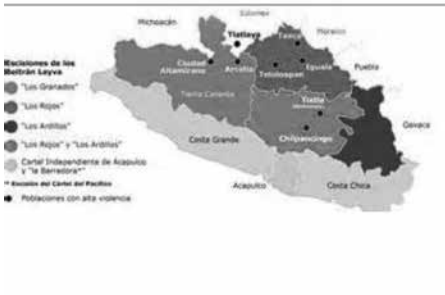 Michoacán
Morelos
Taxco
Tlatlaya
Ciudad
Altamirano
Arcelia
Iguala
Teloloapan
Puebla
Tierra Caliente
Tixtla
Chilpancingo
Oaxaca
Costa Grande
Acapulco
Costa Chica
Escisiones de los
Beltrán Leyva
"Los Granados"
"Los Rojos"
"Los Ardillos"
"Los Rojos" y "Los Ardillos"
Cartel Independiente de Acapulco
y "la Barredora*"
** Escisión del Cártel del Pacífico
Poblaciones con alta violencia